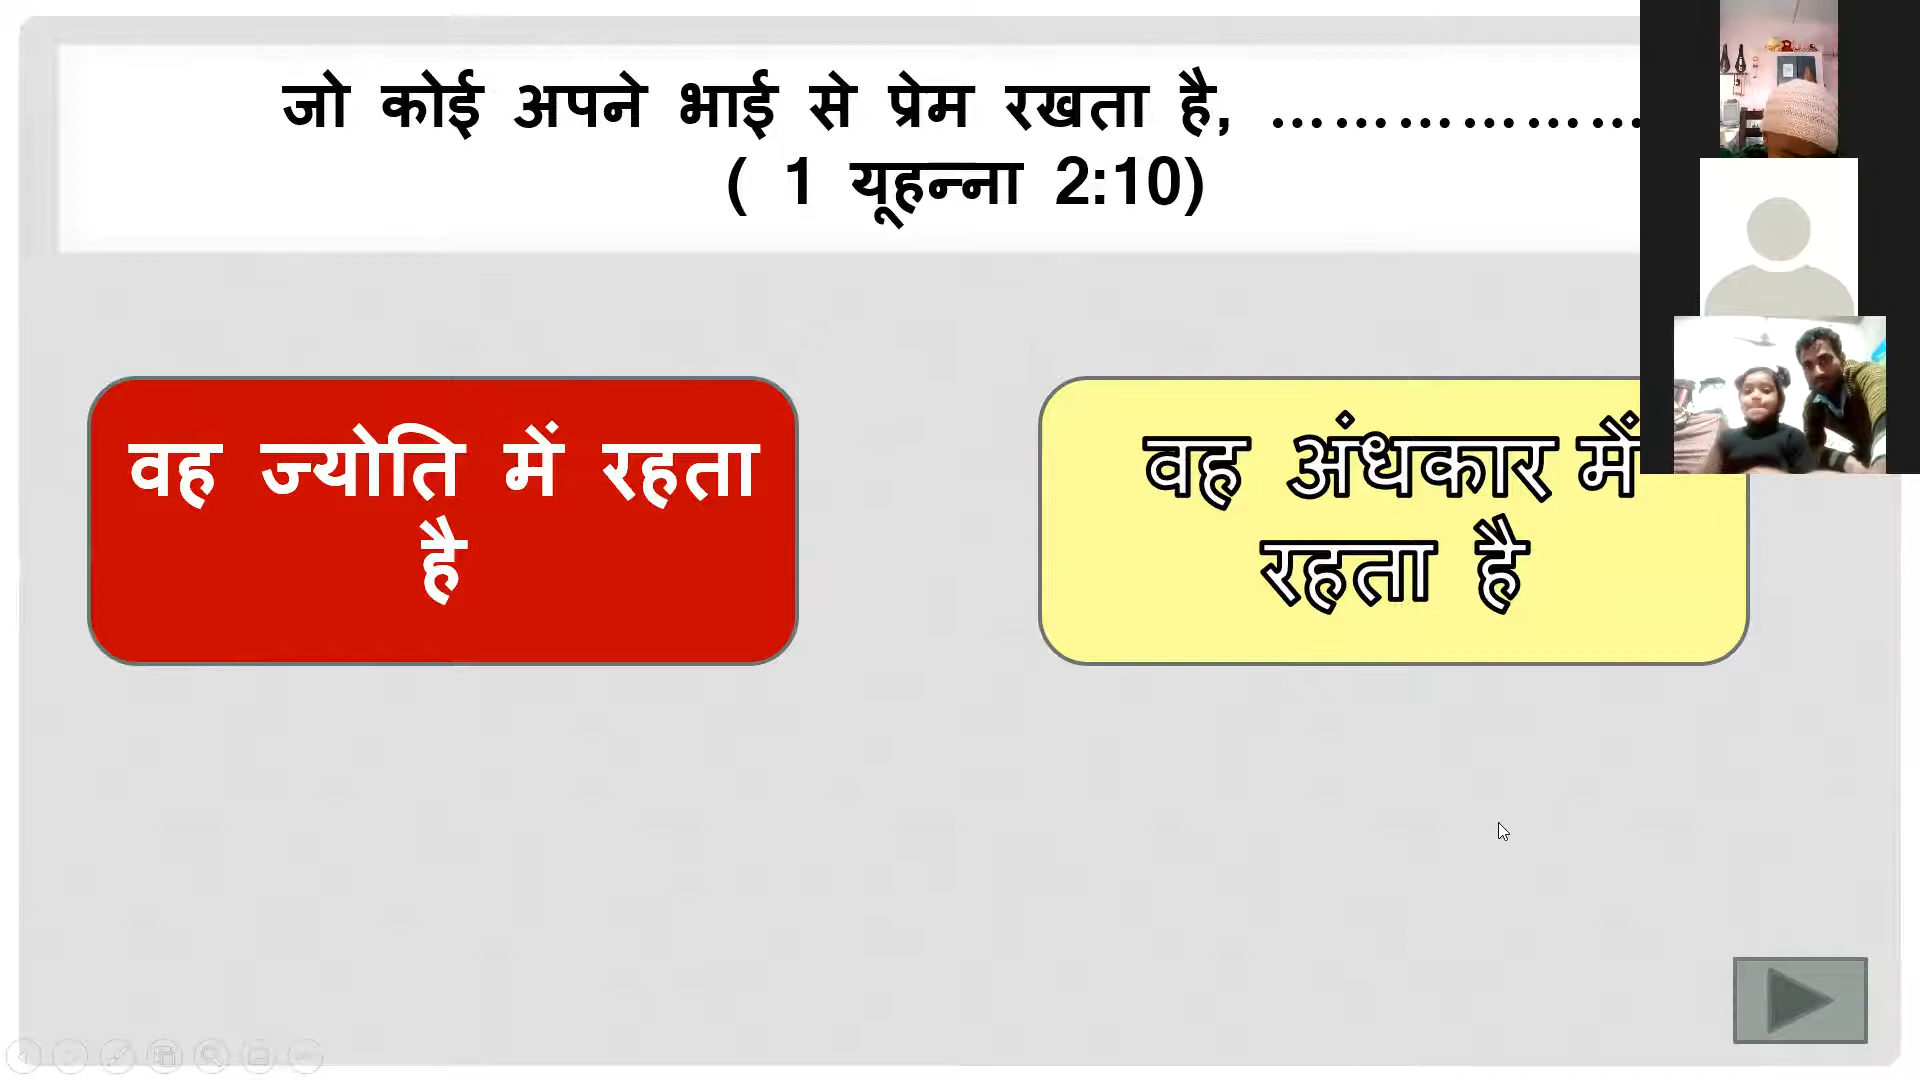 जो कोई अपने भाई से प्रेम रखता है, ………………
( 1 यूहन्ना 2:10)
वह ज्योति में रहता
है
वह अंधकार में
रहता है